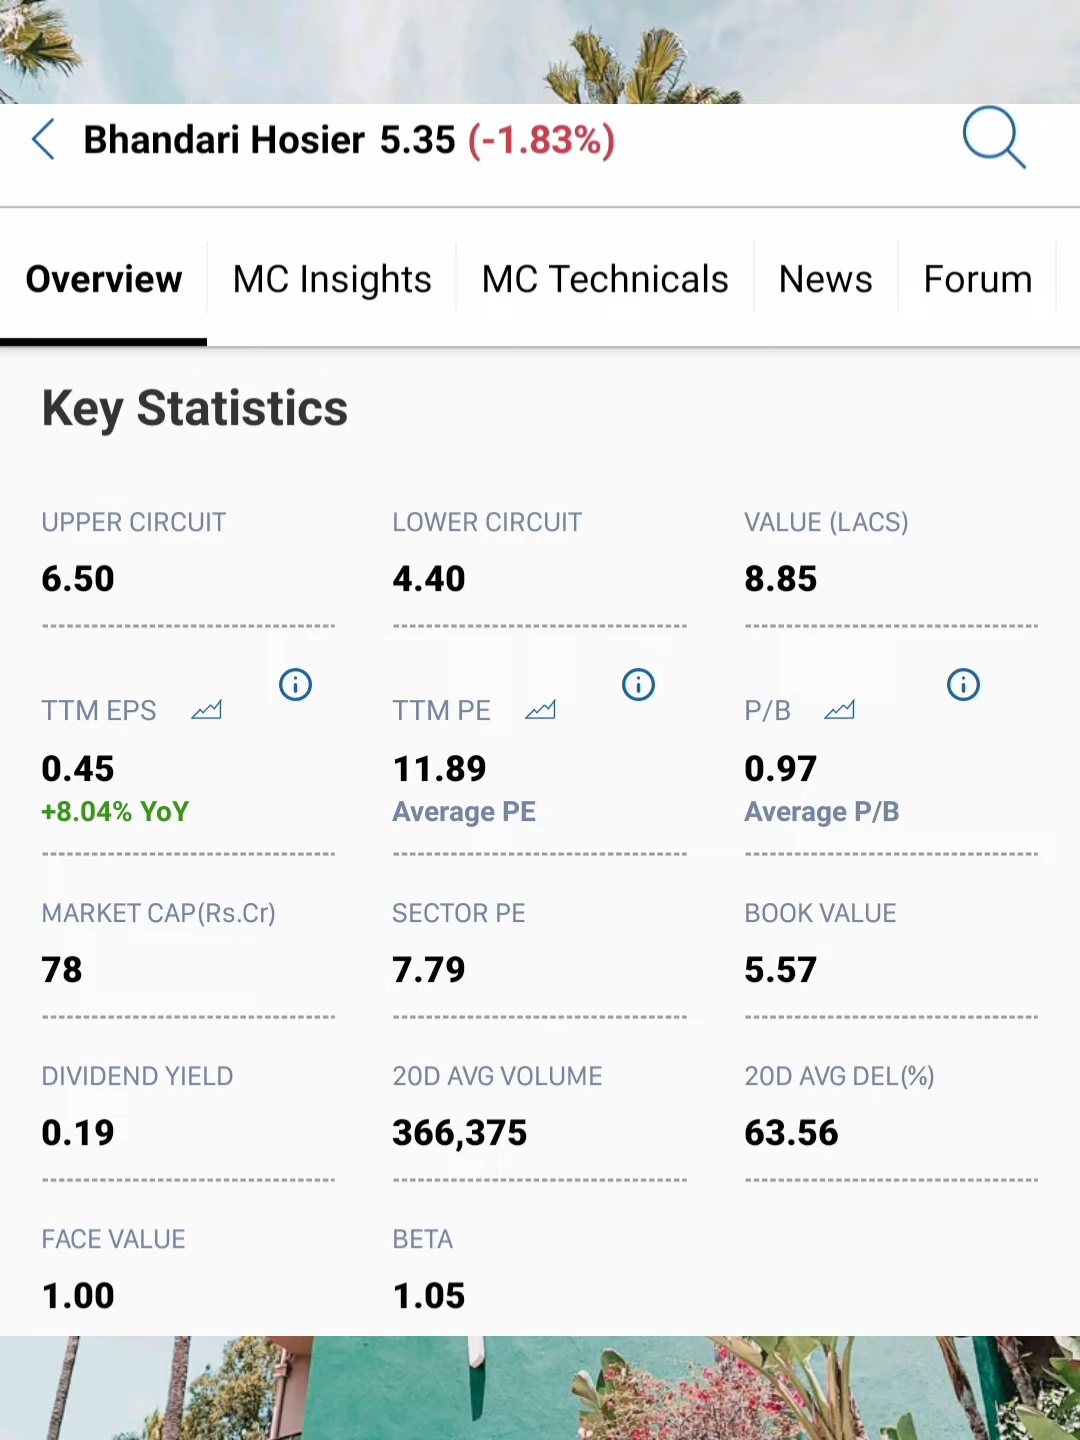 Bhandari Hosier 5.35 (-1.83%)
Overview MC Insights MC Technicals News Forum
Key Statistics
UPPER CIRCUIT LOWER CIRCUIT VALUE (LACS)
6.50 4.40 8.85
TTM EPS TTM PE P/B
0.45 11.89 0.97
+8.04% YoY Average PE Average P/B
MARKET CAP(Rs.Cr) SECTOR PE BOOK VALUE
78 7.79 5.57
DIVIDEND YIELD 20D AVG VOLUME 20D AVG DEL(%)
0.19 366,375 63.56
FACE VALUE BETA
1.00 1.05